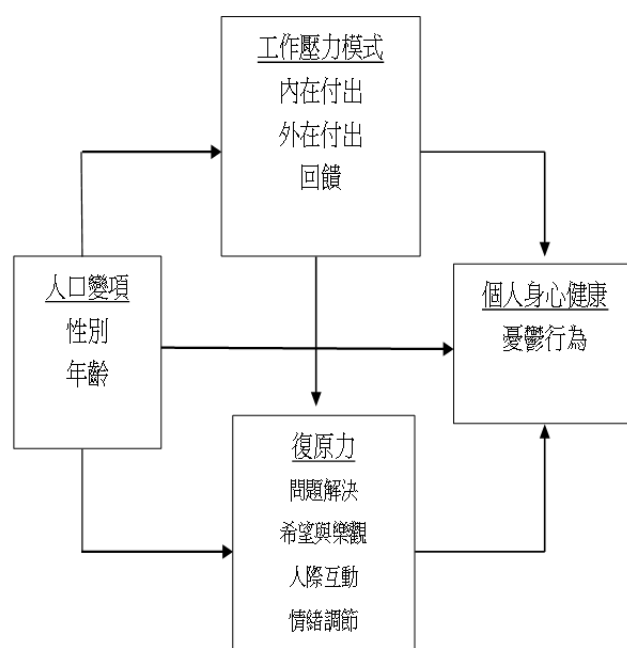 工作壓力模式
內在付出
外在付出
回饋
人口變項
性別
年齡
個人身心健康
憂鬱行為
復原力
問題解決
希望與樂觀
人際互動
情緒調節